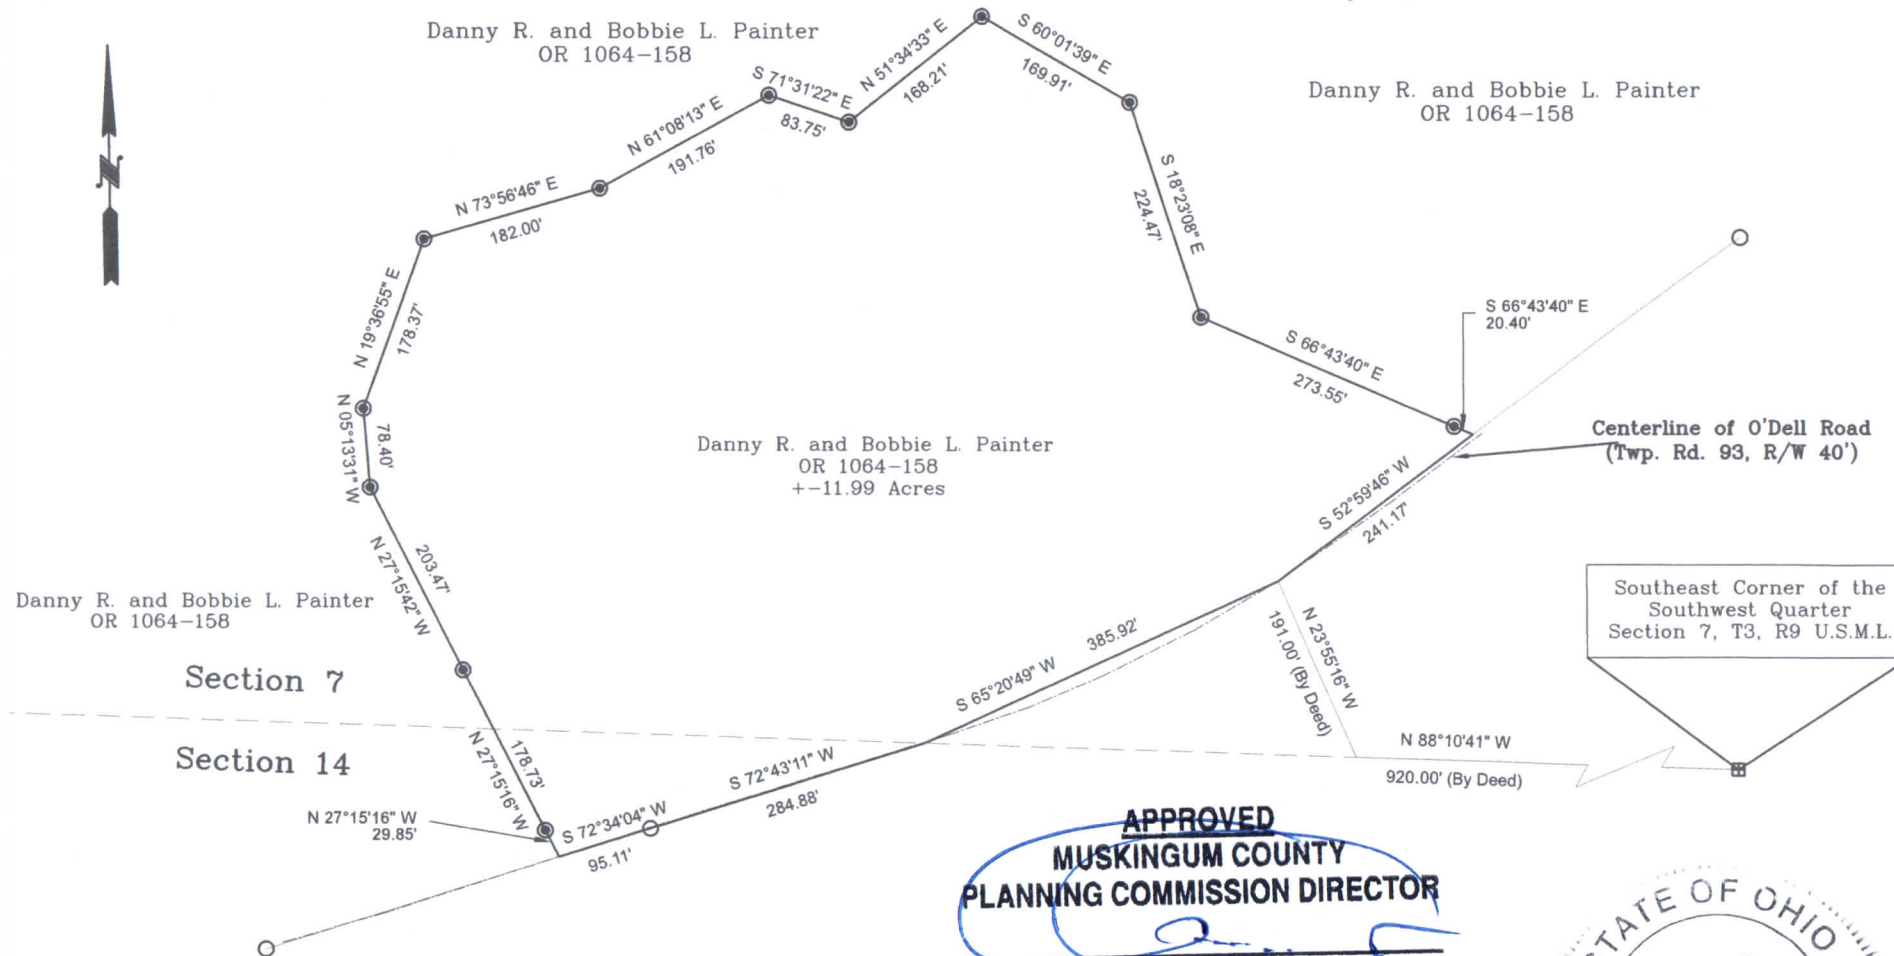 Danny R. and Bobbie L. Painter
OR 1064-158
S 60°01'39" E
169.91'
N 51°34'33" E
168.21'
S 71°31'22" E
83.75'
N 61°08'13" E
191.76'
Danny R. and Bobbie L. Painter
OR 1064-158
N
N 73°56'46" E
182.00'
S 18°23'08" E
224.47'
N 19°36'55" E
178.37'
S 66°43'40" E
20.40'
S 66°43'40" E
273.55'
N 05°13'31" W
78.40'
Danny R. and Bobbie L. Painter
OR 1064-158
+-11.99 Acres
Centerline of O'Dell Road
(Twp. Rd. 93, R/W 40')
S 52°59'46" W
241.17'
203.47'
N 27°15'42" W
Danny R. and Bobbie L. Painter
OR 1064-158
Southeast Corner of the
Southwest Quarter
Section 7, T3, R9 U.S.M.L.
385.92'
S 65°20'49" W
N 23°55'16" W
191.00' (By Deed)
Section 7
Section 14
N 88°10'41" W
920.00' (By Deed)
178.73'
N 27°15'16" W
S 72°43'11" W
284.88'
N 27°15'16" W
29.85'
S 72°34'04" W
95.11'
APPROVED
MUSKINGUM COUNTY
PLANNING COMMISSION DIRECTOR
STATE OF OHIO